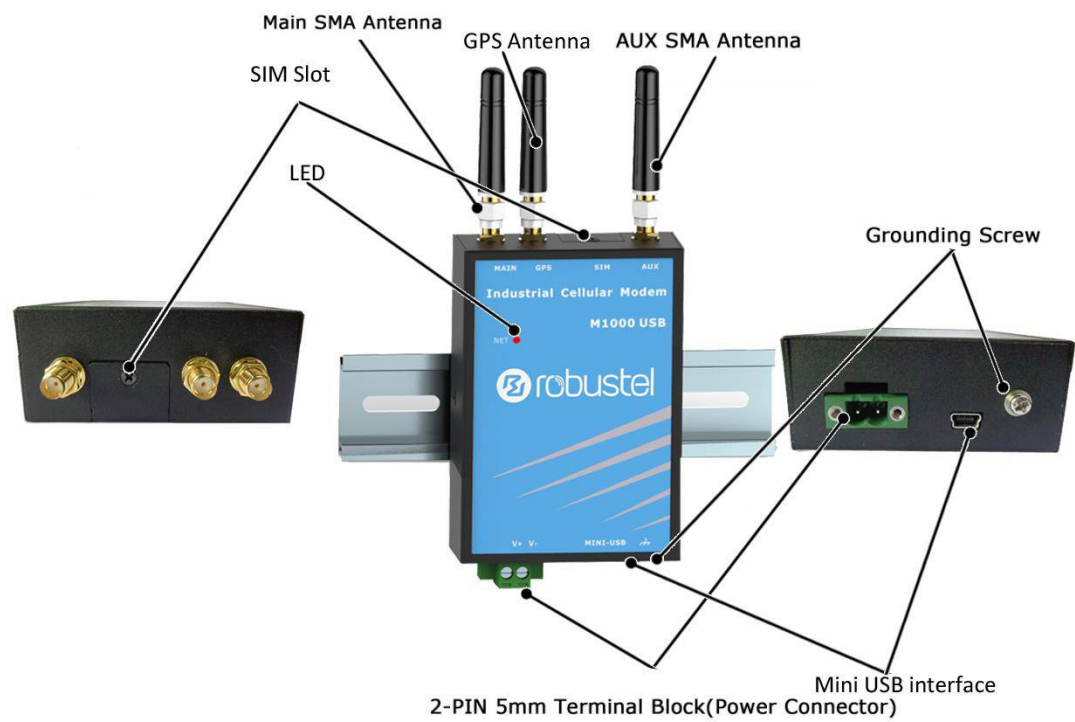 Main SMA Antenna
GPS Antenna
AUX SMA Antenna
SIM Slot
LED
Grounding Screw
MAIN GPS SIM AUX
Industrial Cellular Modem
M1000 USB
NET
robustel
V+ V- MINI-USB
Mini USB interface
2-PIN 5mm Terminal Block(Power Connector)